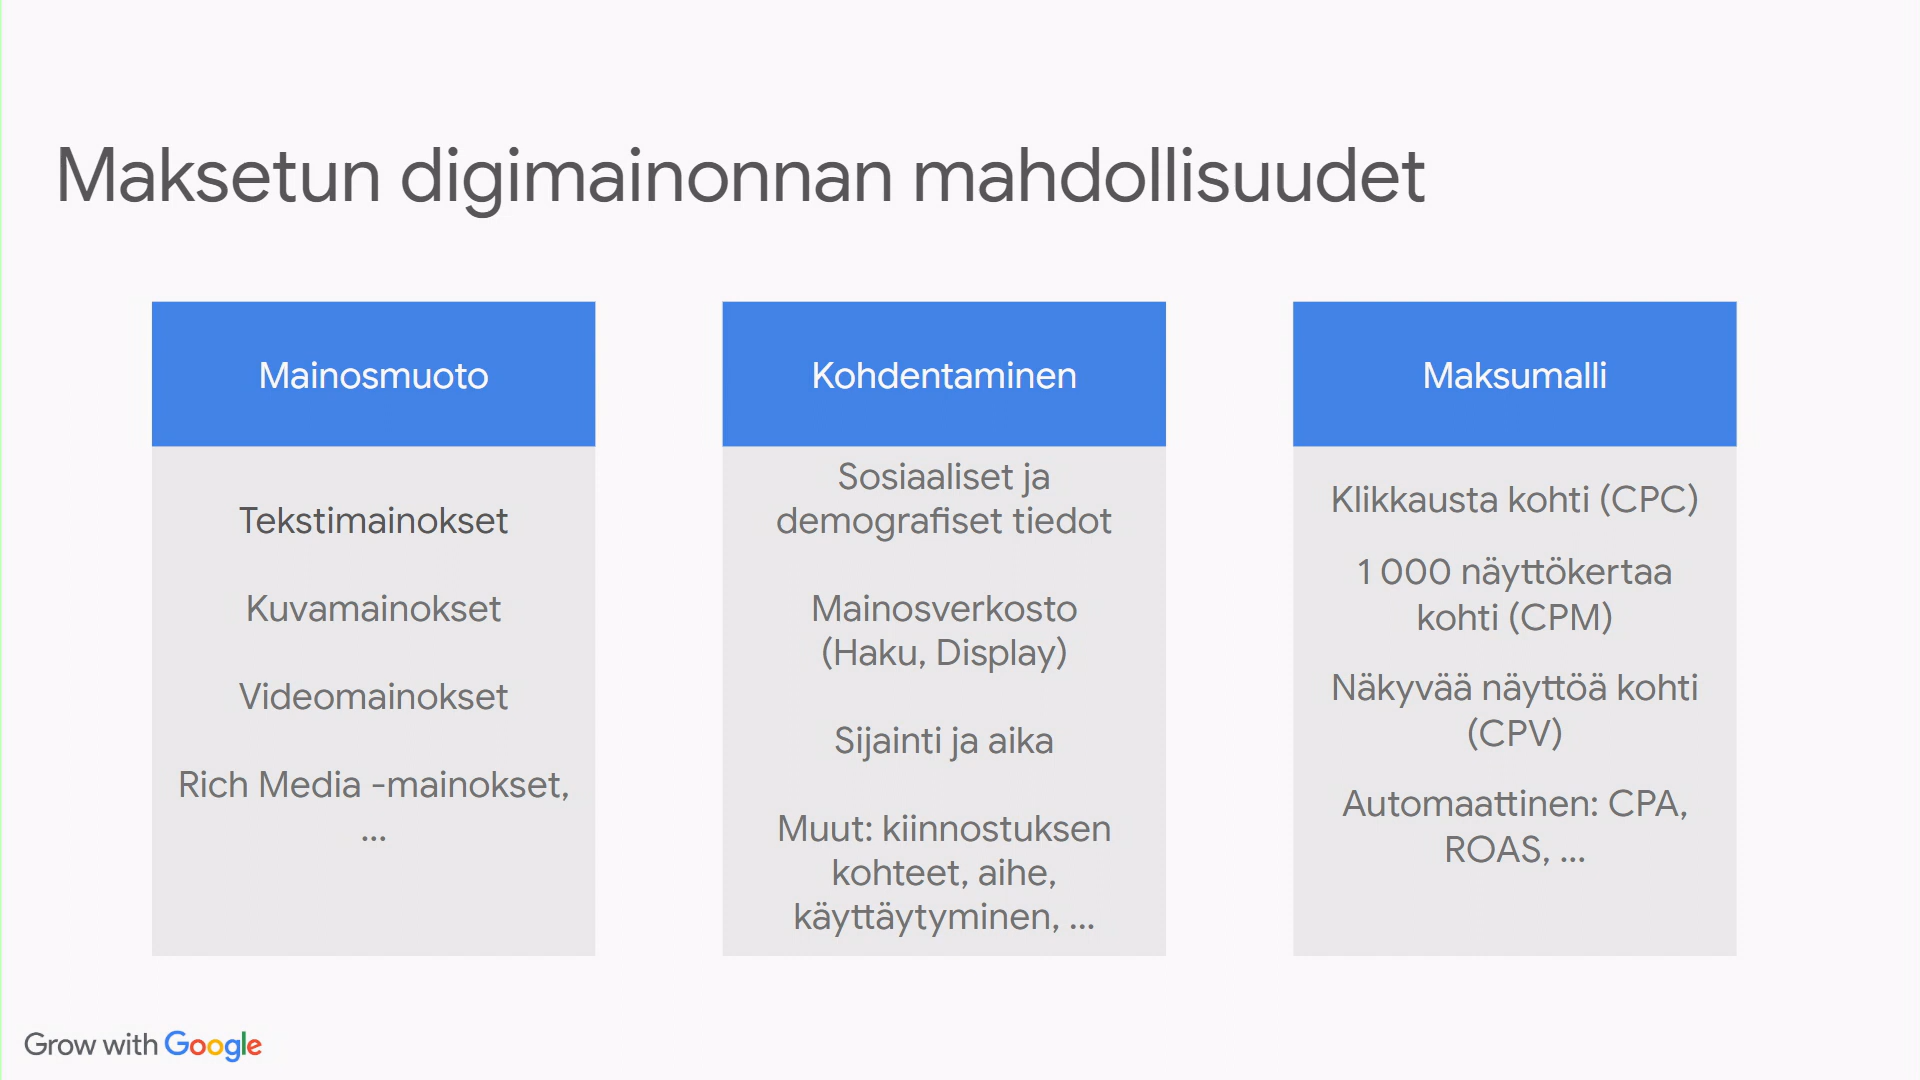 Maksetun digimainonnan mahdollisuudet
Mainosmuoto
Tekstimainokset
Kuvamainokset
Videomainokset
Rich Media -mainokset,
...
Kohdentaminen
Sosiaaliset ja
demografiset tiedot
Mainosverkosto
(Haku, Display)
Sijainti ja aika
Muut: kiinnostuksen
kohteet, aihe,
käyttäytyminen, ...
Maksumalli
Klikkausta kohti (CPC)
1 000 näyttökertaa
kohti (CPM)
Näkyvää näyttöä kohti
(CPV)
Automaattinen: CPA,
ROAS, ...
Grow with Google